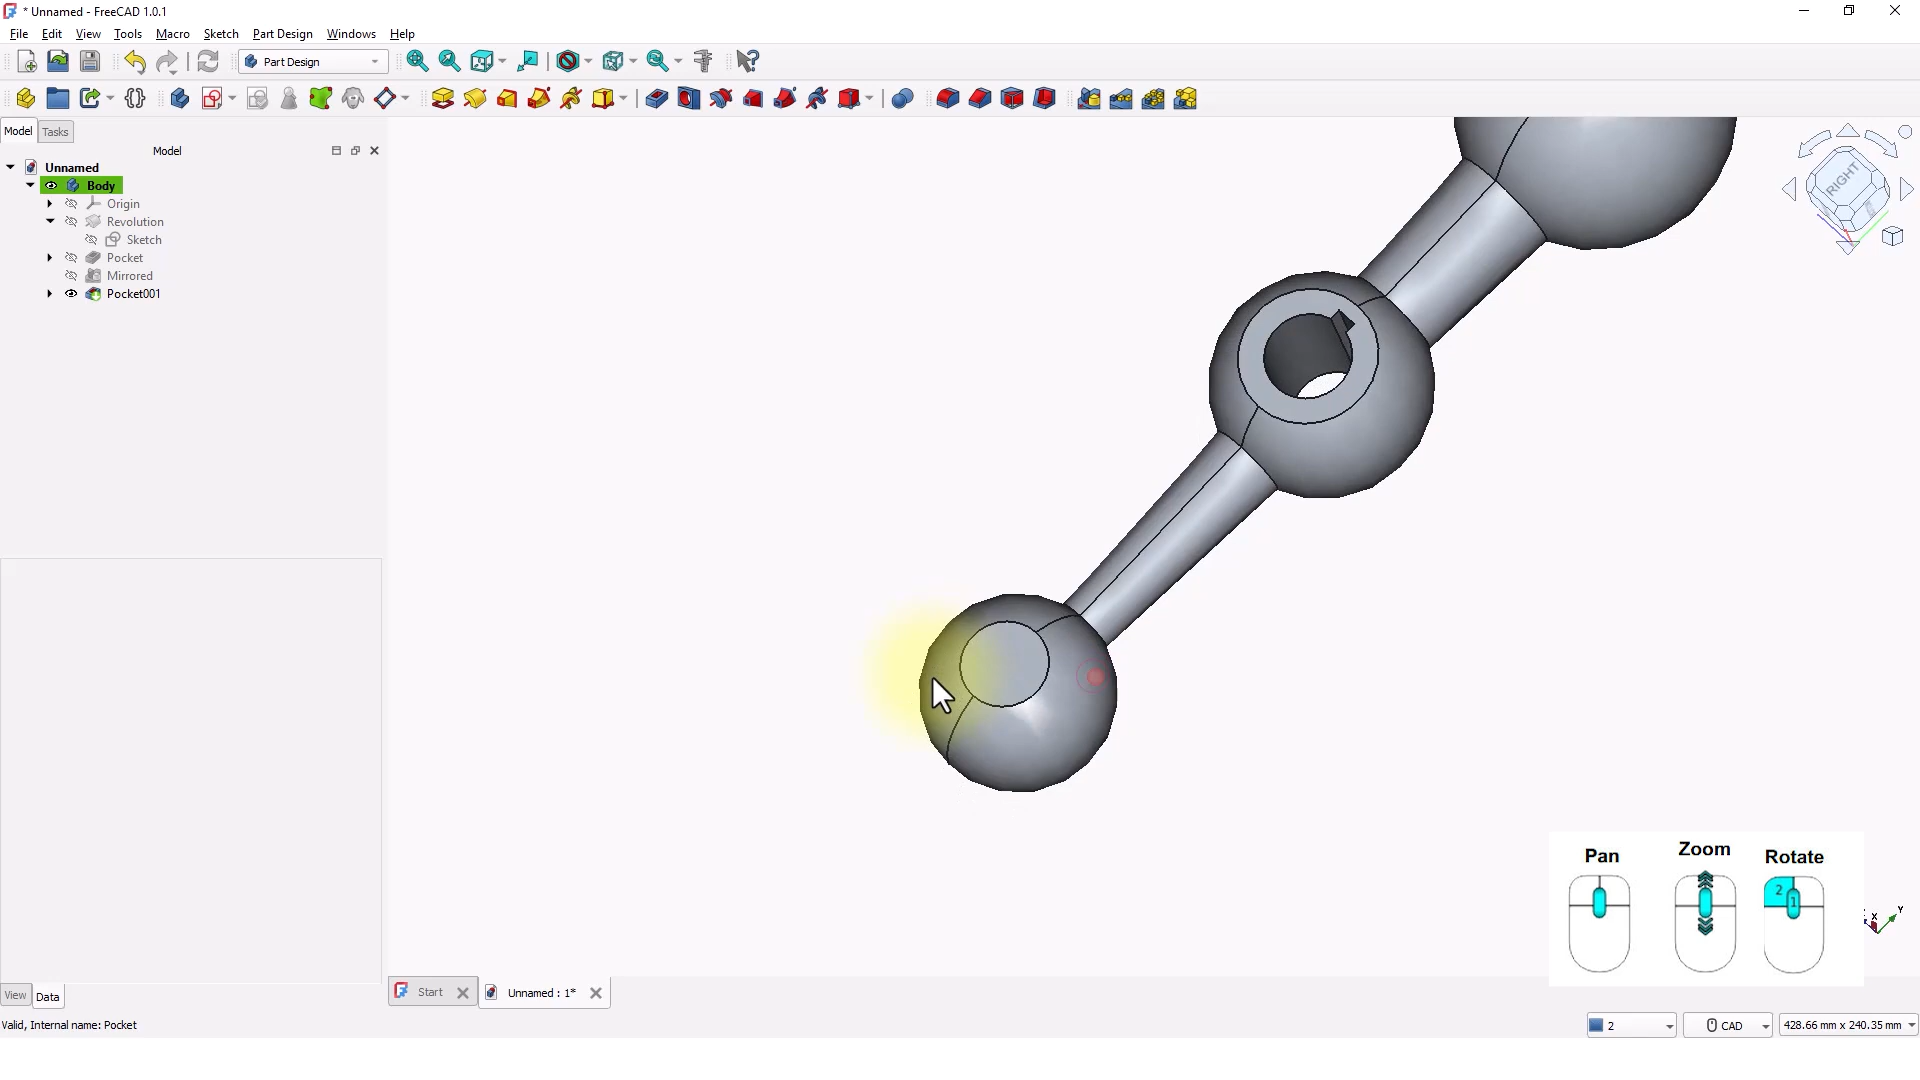 * Unnamed - FreeCAD 1.0.1
File Edit View Tools Macro Sketch Part Design Windows Help
Part Design
Model Tasks
Model
Unnamed
Body
Origin
Revolution
Sketch
Pocket
Mirrored
Pocket001
RIGHT
Pan Zoom Rotate
2
1
X Y
View Data
Start Unnamed : 1*
Valid, Internal name: Pocket
2 CAD 428.66 mm x 240.35 mm